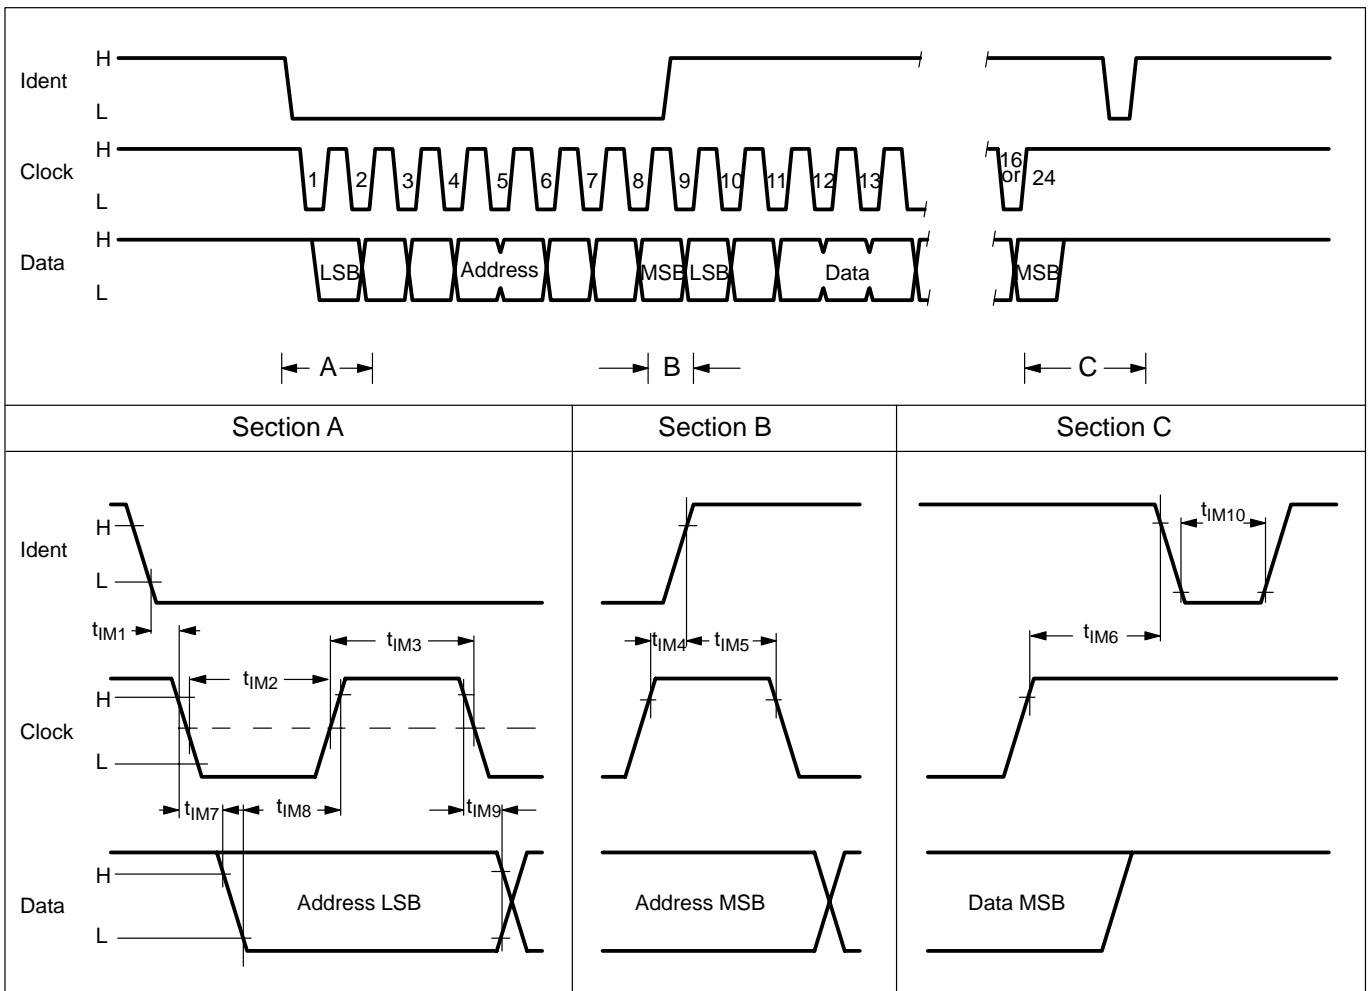 H
Ident
L
H
Clock
L
1 2 3 4 5 6 7 8 9 10 11 12 13
16 or 24
H
Data
L
LSB Address MSB LSB Data MSB
A B C
Section A Section B Section C
H
Ident
L
tIM1
tIM3
tIM2
H
Clock
L
tIM7 tIM8 tIM9
H
Data
L
Address LSB
tIM4 tIM5
Address MSB
tIM10
tIM6
Data MSB